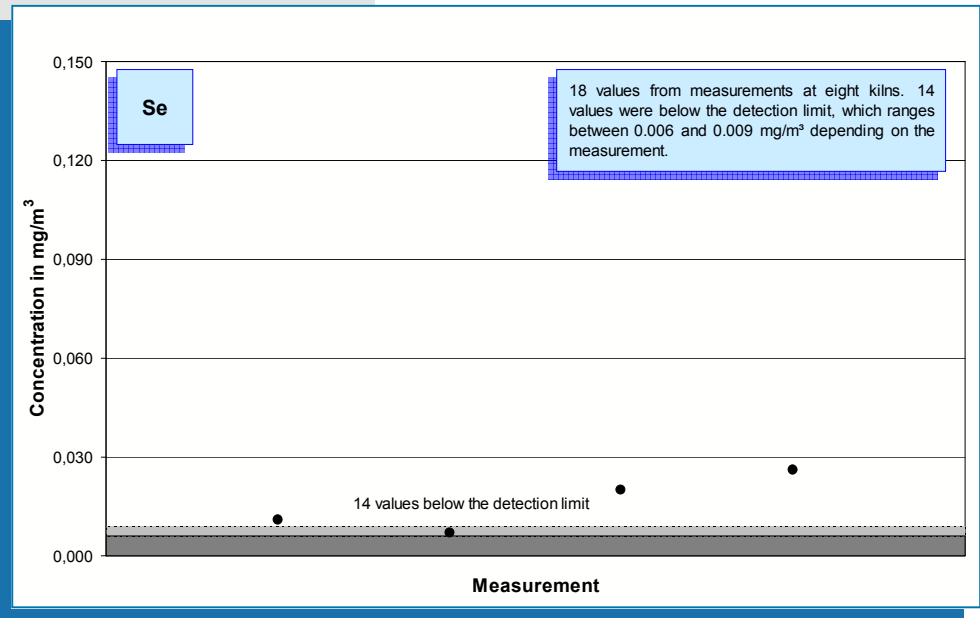 Se
18 values from measurements at eight kilns. 14
values were below the detection limit, which ranges
between 0.006 and 0.009 mg/m³ depending on the
measurement.
Concentration in mg/m³
0,150
0,120
0,090
0,060
0,030
0,000
14 values below the detection limit
Measurement